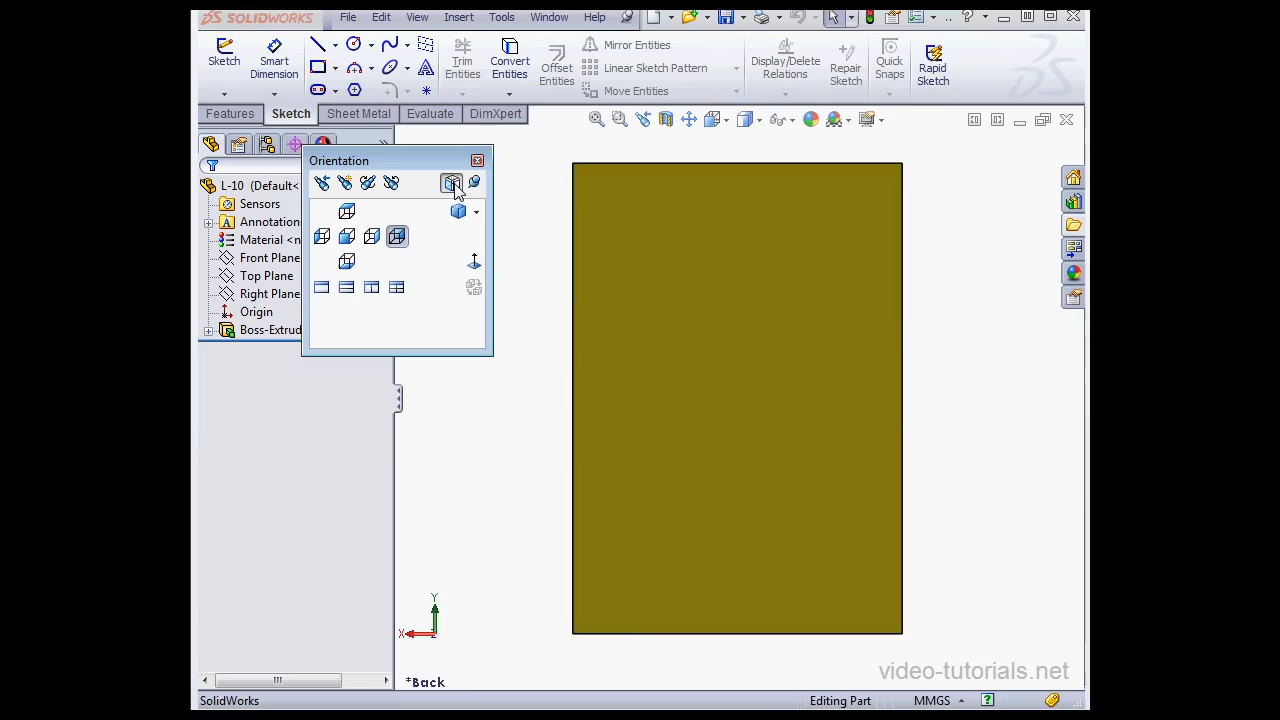 SOLIDWORKS File Edit View Insert Tools Window Help
Sketch Smart Dimension Trim Entities Convert Entities Offset Entities Mirror Entities Linear Sketch Pattern Move Entities Display/Delete Relations Repair Sketch Quick Snaps Rapid Sketch
Features Sketch Sheet Metal Evaluate DimXpert
Orientation
L-10 (Default<
Sensors
Annotation
Material <n
Front Plane
Top Plane
Right Plane
Origin
Boss-Extrud
Y
X
Z
*Back
video-tutorials.net
SolidWorks Editing Part MMGS